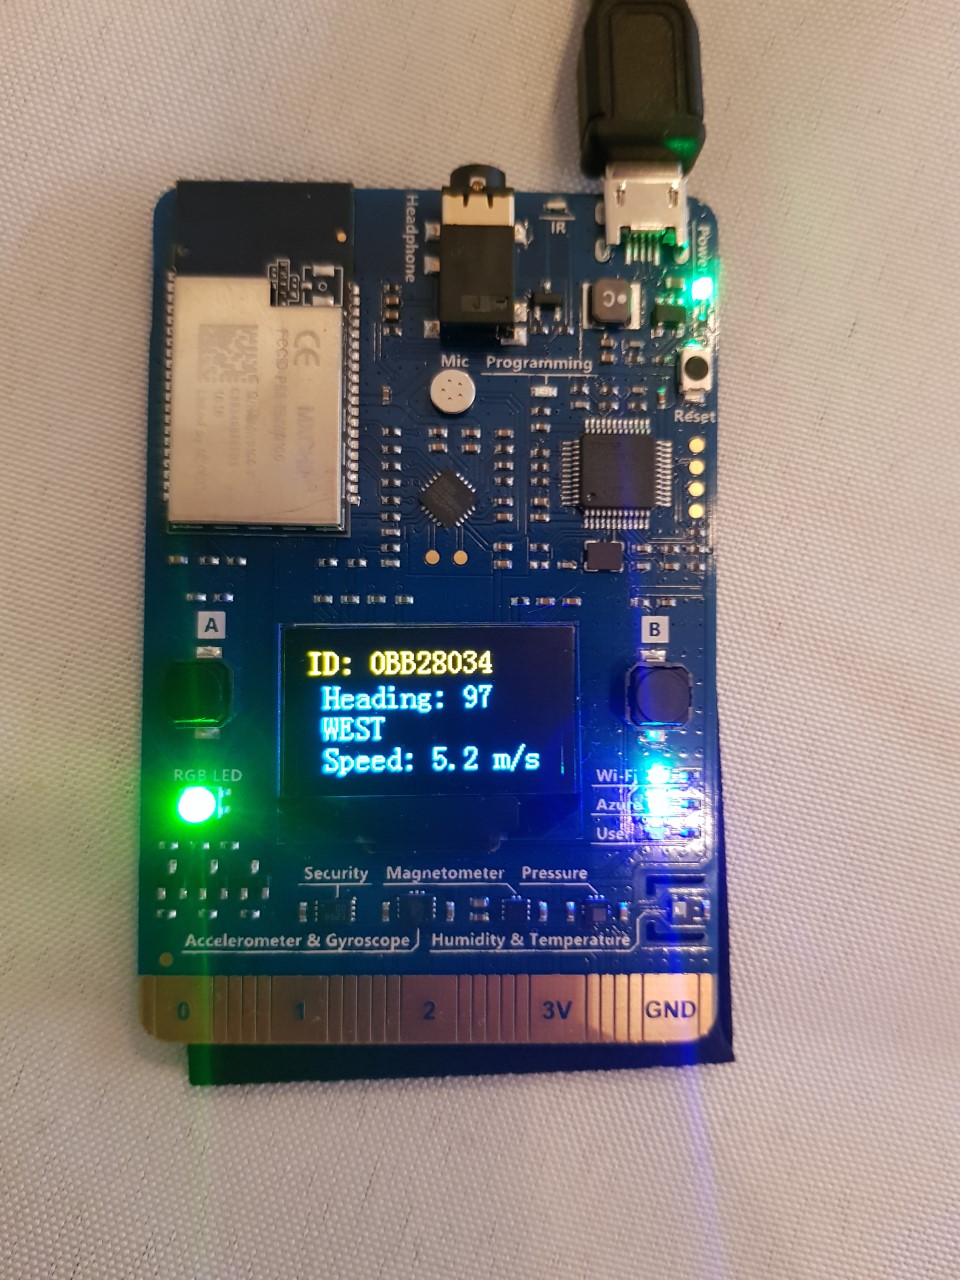 Headphone
IR
Power
Mic
Programming
Reset
CE
A
B
ID: 0BB28034
Heading: 97
WEST
Speed: 5.2 m/s
RGB LED
Wi-Fi
Azure
User
Security
Magnetometer
Pressure
Accelerometer & Gyroscope
Humidity & Temperature
0
1
2
3V
GND